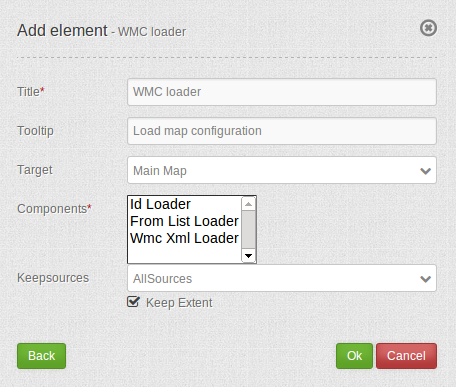 Add element - WMC loader
Title* WMC loader
Tooltip Load map configuration
Target Main Map
Components* Id Loader
From List Loader
Wmc Xml Loader
Keepsources AllSources
Keep Extent
Back Ok Cancel